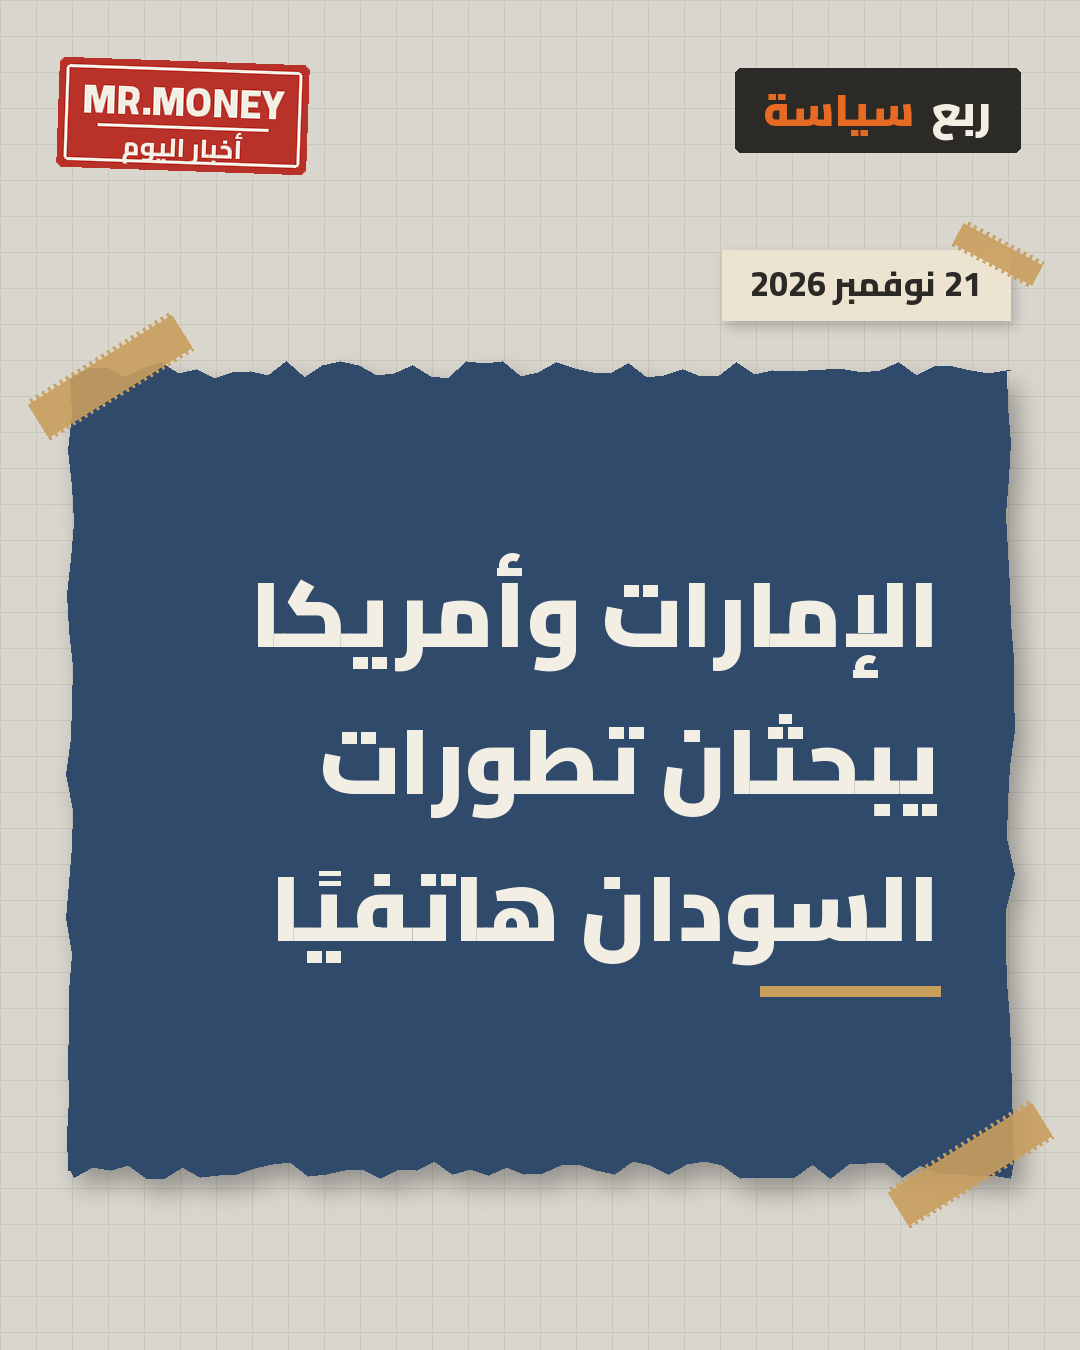 ربع سياسة
MR.MONEY
أخبار اليوم
21 نوفمبر 2026
الإمارات وأمريكا
يبحثان تطورات
السودان هاتفيًا